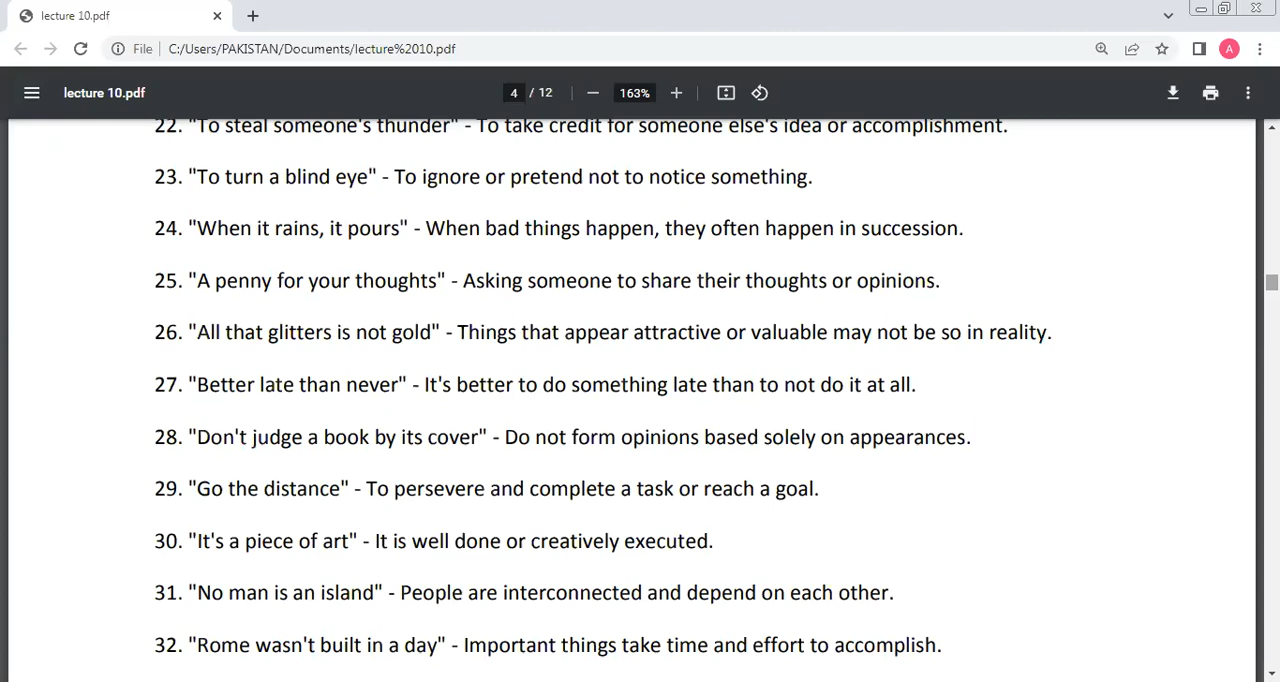 lecture 10.pdf
File C:/Users/PAKISTAN/Documents/lecture%2010.pdf
A
lecture 10.pdf 4 / 12 163%
22. "To steal someone's thunder" - To take credit for someone else's idea or accomplishment.
23. "To turn a blind eye" - To ignore or pretend not to notice something.
24. "When it rains, it pours" - When bad things happen, they often happen in succession.
25. "A penny for your thoughts" - Asking someone to share their thoughts or opinions.
26. "All that glitters is not gold" - Things that appear attractive or valuable may not be so in reality.
27. "Better late than never" - It's better to do something late than to not do it at all.
28. "Don't judge a book by its cover" - Do not form opinions based solely on appearances.
29. "Go the distance" - To persevere and complete a task or reach a goal.
30. "It's a piece of art" - It is well done or creatively executed.
31. "No man is an island" - People are interconnected and depend on each other.
32. "Rome wasn't built in a day" - Important things take time and effort to accomplish.